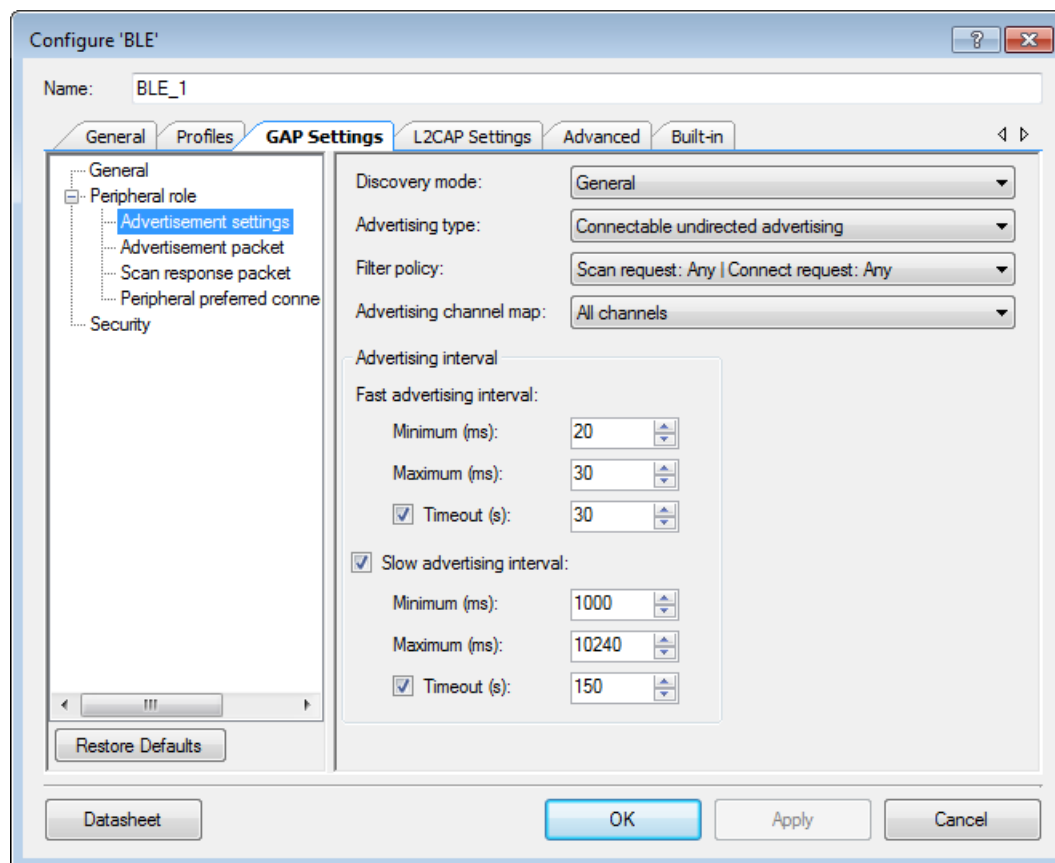 Configure 'BLE'
Name: BLE_1
General Profiles GAP Settings L2CAP Settings Advanced Built-in
General
Peripheral role
Advertisement settings
Advertisement packet
Scan response packet
Peripheral preferred conne
Security
Restore Defaults
Discovery mode: General
Advertising type: Connectable undirected advertising
Filter policy: Scan request: Any | Connect request: Any
Advertising channel map: All channels
Advertising interval
Fast advertising interval:
Minimum (ms): 20
Maximum (ms): 30
Timeout (s): 30
Slow advertising interval:
Minimum (ms): 1000
Maximum (ms): 10240
Timeout (s): 150
Datasheet OK Apply Cancel